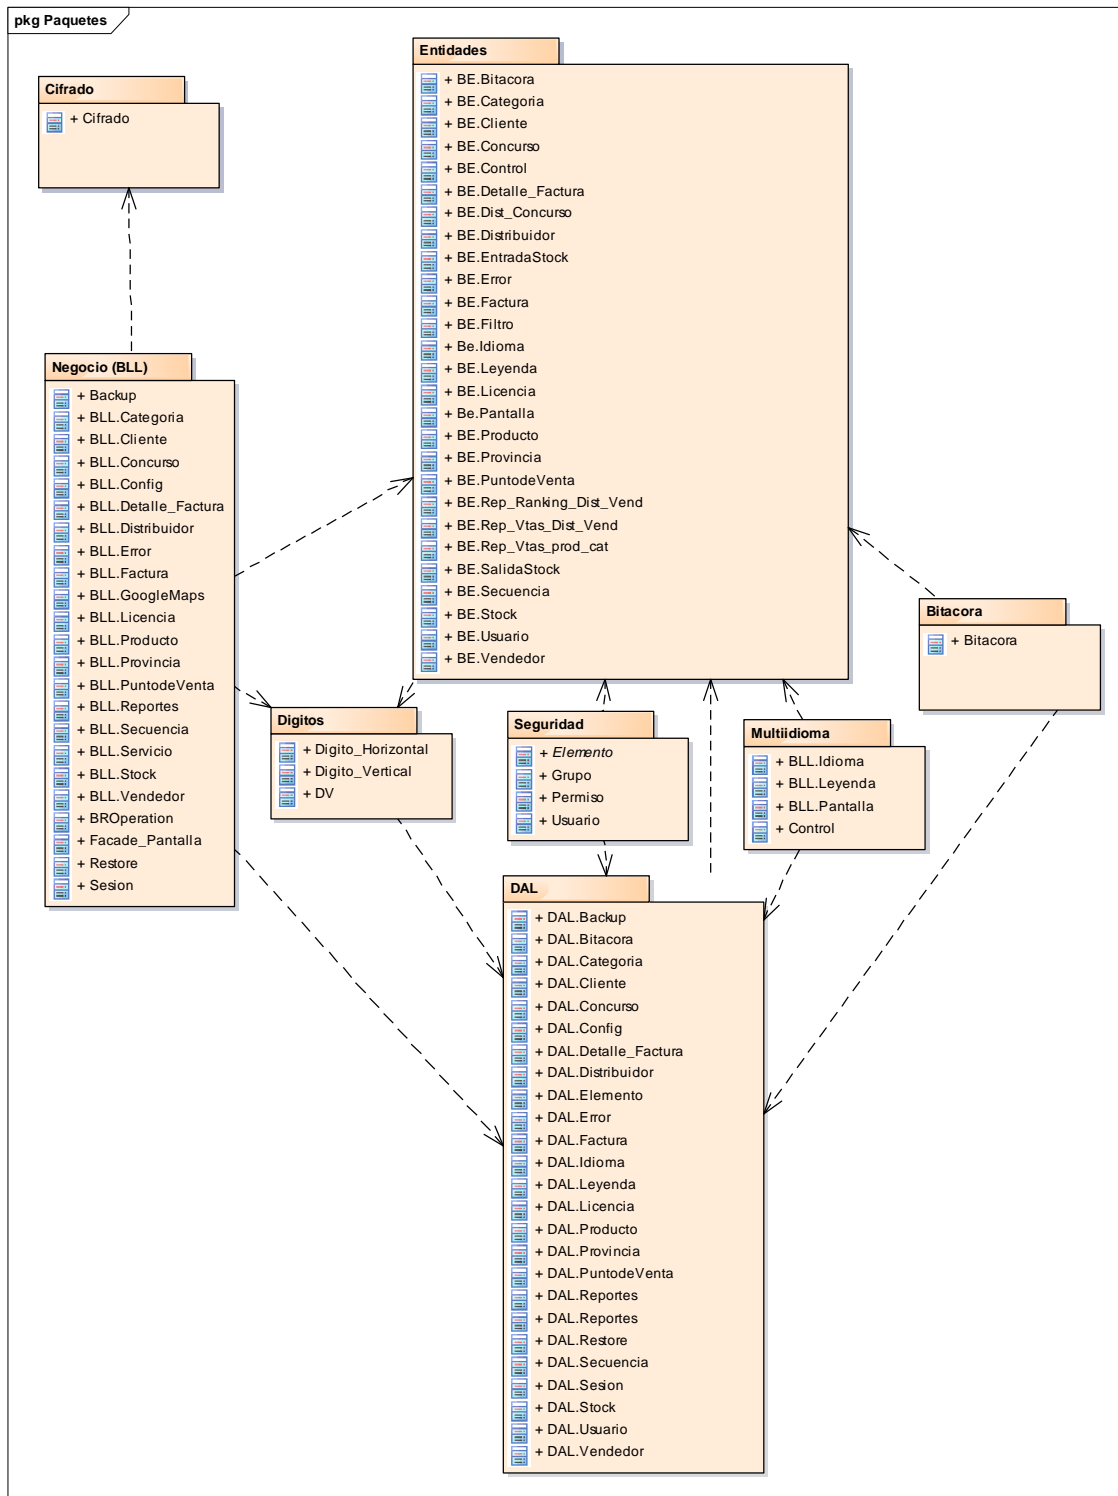 pkg Paquetes
Entidades
+ BE.Bitacora
+ BE.Categoria
+ BE.Cliente
+ BE.Concurso
+ BE.Control
+ BE.Detalle_Factura
+ BE.Dist_Concurso
+ BE.Distribuidor
+ BE.EntradaStock
+ BE.Error
+ BE.Factura
+ BE.Filtro
+ Be.Idioma
+ BE.Leyenda
+ BE.Licencia
+ Be.Pantalla
+ BE.Producto
+ BE.Provincia
+ BE.PuntodeVenta
+ BE.Rep_Ranking_Dist_Vend
+ BE.Rep_Vtas_Dist_Vend
+ BE.Rep_Vtas_prod_cat
+ BE.SalidaStock
+ BE.Secuencia
+ BE.Stock
+ BE.Usuario
+ BE.Vendedor
Cifrado
+ Cifrado
Negocio (BLL)
+ Backup
+ BLL.Categoria
+ BLL.Cliente
+ BLL.Concurso
+ BLL.Config
+ BLL.Detalle_Factura
+ BLL.Distribuidor
+ BLL.Error
+ BLL.Factura
+ BLL.GoogleMaps
+ BLL.Licencia
+ BLL.Producto
+ BLL.Provincia
+ BLL.PuntodeVenta
+ BLL.Reportes
+ BLL.Secuencia
+ BLL.Servicio
+ BLL.Stock
+ BLL.Vendedor
+ BROperation
+ Facade_Pantalla
+ Restore
+ Sesion
Bitacora
+ Bitacora
Digitos
+ Digito_Horizontal
+ Digito_Vertical
+ DV
Seguridad
+ Elemento
+ Grupo
+ Permiso
+ Usuario
Multiidioma
+ BLL.Idioma
+ BLL.Leyenda
+ BLL.Pantalla
+ Control
DAL
+ DAL.Backup
+ DAL.Bitacora
+ DAL.Categoria
+ DAL.Cliente
+ DAL.Concurso
+ DAL.Config
+ DAL.Detalle_Factura
+ DAL.Distribuidor
+ DAL.Elemento
+ DAL.Error
+ DAL.Factura
+ DAL.Idioma
+ DAL.Leyenda
+ DAL.Licencia
+ DAL.Producto
+ DAL.Provincia
+ DAL.PuntodeVenta
+ DAL.Reportes
+ DAL.Reportes
+ DAL.Restore
+ DAL.Secuencia
+ DAL.Sesion
+ DAL.Stock
+ DAL.Usuario
+ DAL.Vendedor